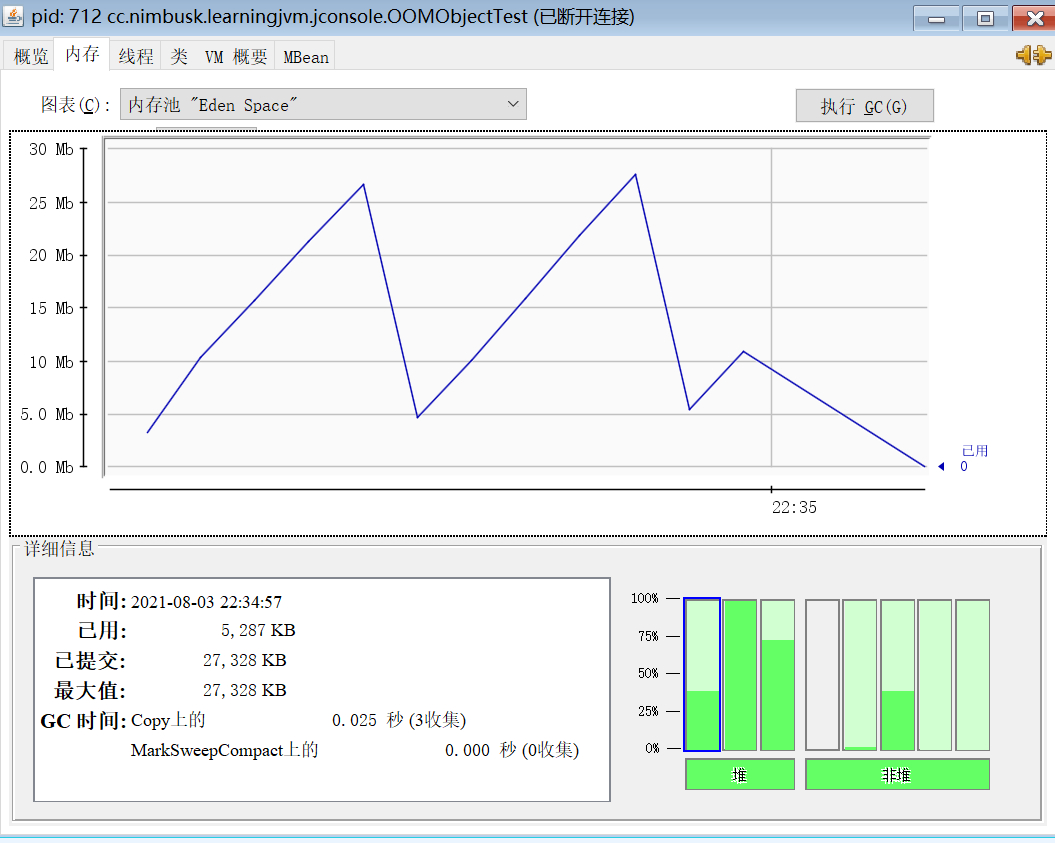 pid: 712 cc.nimbusk.learningjvm.jconsole.OOMObjectTest (已断开连接)
概览 内存 线程 类 VM 概要 MBean
图表(C): 内存池 "Eden Space" 执行 GC(G)
30 Mb
25 Mb
20 Mb
15 Mb
10 Mb
5.0 Mb
0.0 Mb
已用
0
22:35
详细信息
时间: 2021-08-03 22:34:57
已用: 5,287 KB
已提交: 27,328 KB
最大值: 27,328 KB
GC 时间: Copy上的 0.025 秒 (3收集)
MarkSweepCompact上的 0.000 秒 (0收集)
100%
75%
50%
25%
0%
堆 非堆